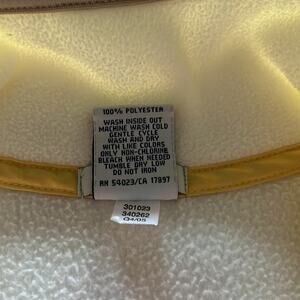 100% POLYESTER
WASH INSIDE OUT
MACHINE WASH COLD
GENTLE CYCLE
WASH AND DRY
WITH LIKE COLORS
ONLY NON-CHLORINE
BLEACH WHEN NEEDED
TUMBLE DRY LOW
DO NOT IRON
RN 54023/CA 17897
301023
340262
Q4/05